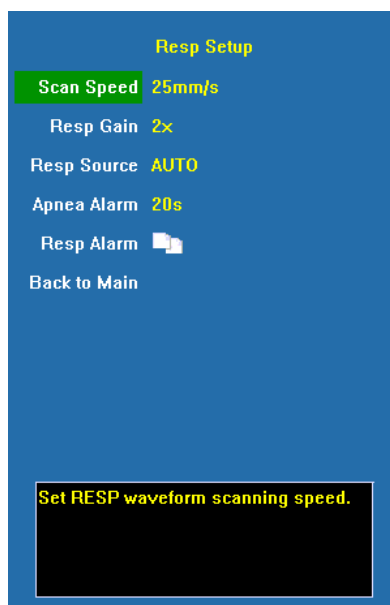 Resp Setup
Scan Speed 25mm/s
Resp Gain 2×
Resp Source AUTO
Apnea Alarm 20s
Resp Alarm
Back to Main
Set RESP waveform scanning speed.